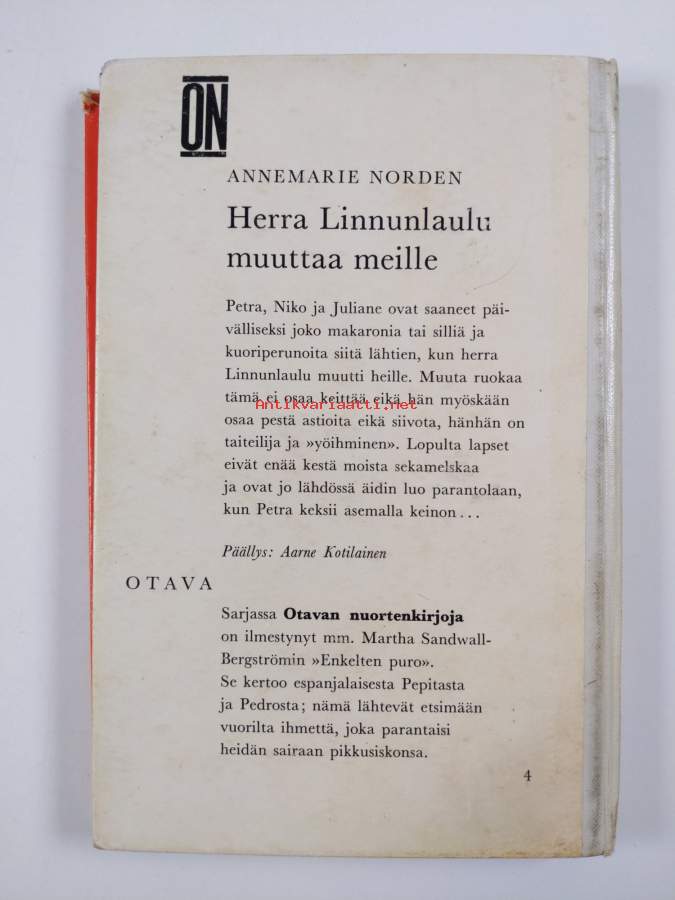 ON
ANNEMARIE NORDEN
Herra Linnunlaulu
muuttaa meille
Petra, Niko ja Juliane ovat saaneet päi-
välliseksi joko makaronia tai silliä ja
kuoriperunoita siitä lähtien, kun herra
Linnunlaulu muutti heille. Muuta ruokaa
tämä ei osaa keittää eikä hän myöskään
Antikvariaatti.net
osaa pestä astioita eikä siivota, hänhän on
taiteilija ja »yöihminen». Lopulta lapset
eivät enää kestä moista sekamelskaa
ja ovat jo lähdössä äidin luo parantolaan,
kun Petra keksii asemalla keinon...
Päällys: Aarne Kotilainen
OTAVA
Sarjassa Otavan nuortenkirjoja
on ilmestynyt mm. Martha Sandwall-
Bergströmin »Enkelten puro».
Se kertoo espanjalaisesta Pepitasta
ja Pedrosta; nämä lähtevät etsimään
vuorilta ihmettä, joka parantaisi
heidän sairaan pikkusiskonsa.
4